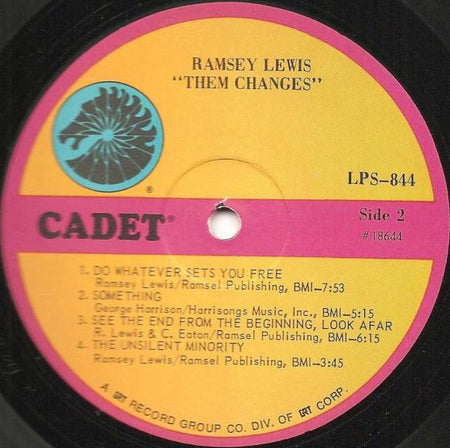 RAMSEY LEWIS
"THEM CHANGES"
®
LPS-844
CADET®
Side 2
#18644
1. DO WHATEVER SETS YOU FREE
Ramsey Lewis/Ramsel Publishing, BMI-7:53
2. SOMETHING
George Harrison/Harrisongs Music, Inc., BMI-5:15
3. SEE THE END FROM THE BEGINNING, LOOK AFAR
R. Lewis & C. Eaton/Ramsel Publishing, BMI-6:15
4. THE UNSILENT MINORITY
Ramsey Lewis/Ramsel Publishing, BMI-3:45
A GRT RECORD GROUP CO. DIV. OF GRT CORP.